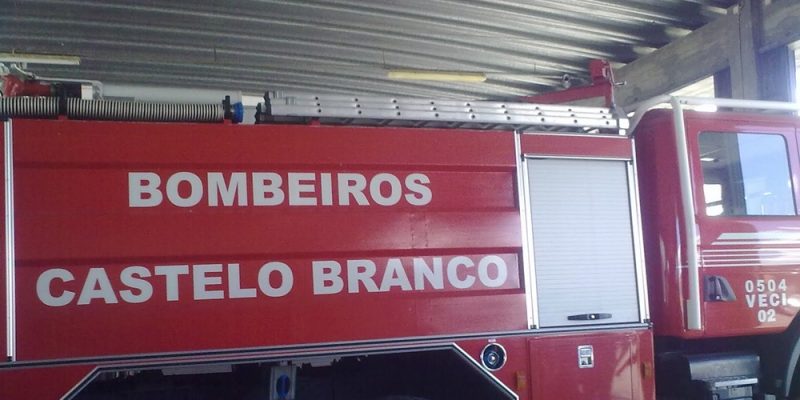 BOMBEIROS
CASTELO BRANCO
0504
VECI
02